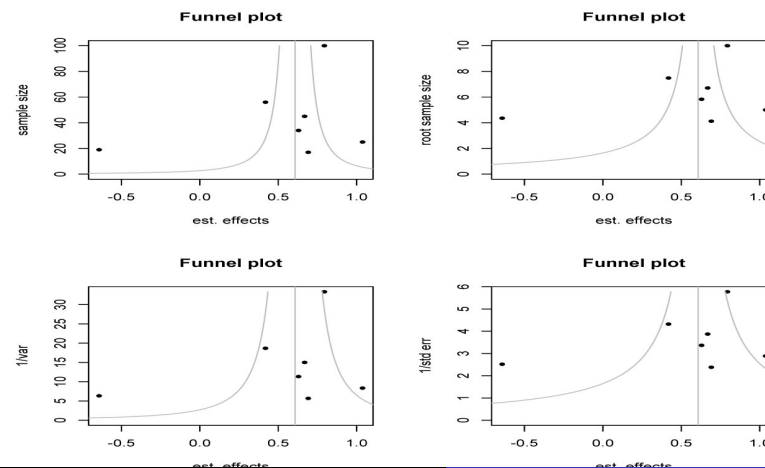 Funnel plot
sample size
0 20 40 60 80 100
-0.5 0.0 0.5 1.0
est. effects
Funnel plot
root sample size
0 2 4 6 8 10
-0.5 0.0 0.5
est. effects
Funnel plot
1/var
0 5 10 15 20 25 30
-0.5 0.0 0.5 1.0
est. effects
Funnel plot
1/std err
0 1 2 3 4 5 6
-0.5 0.0 0.5
est. effects